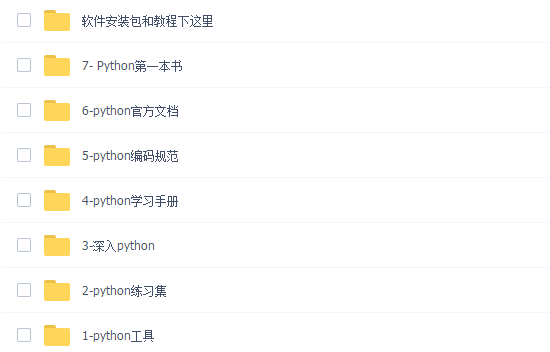 软件安装包和教程下这里
7- Python第一本书
6-python官方文档
5-python编码规范
4-python学习手册
3-深入python
2-python练习集
1-python工具